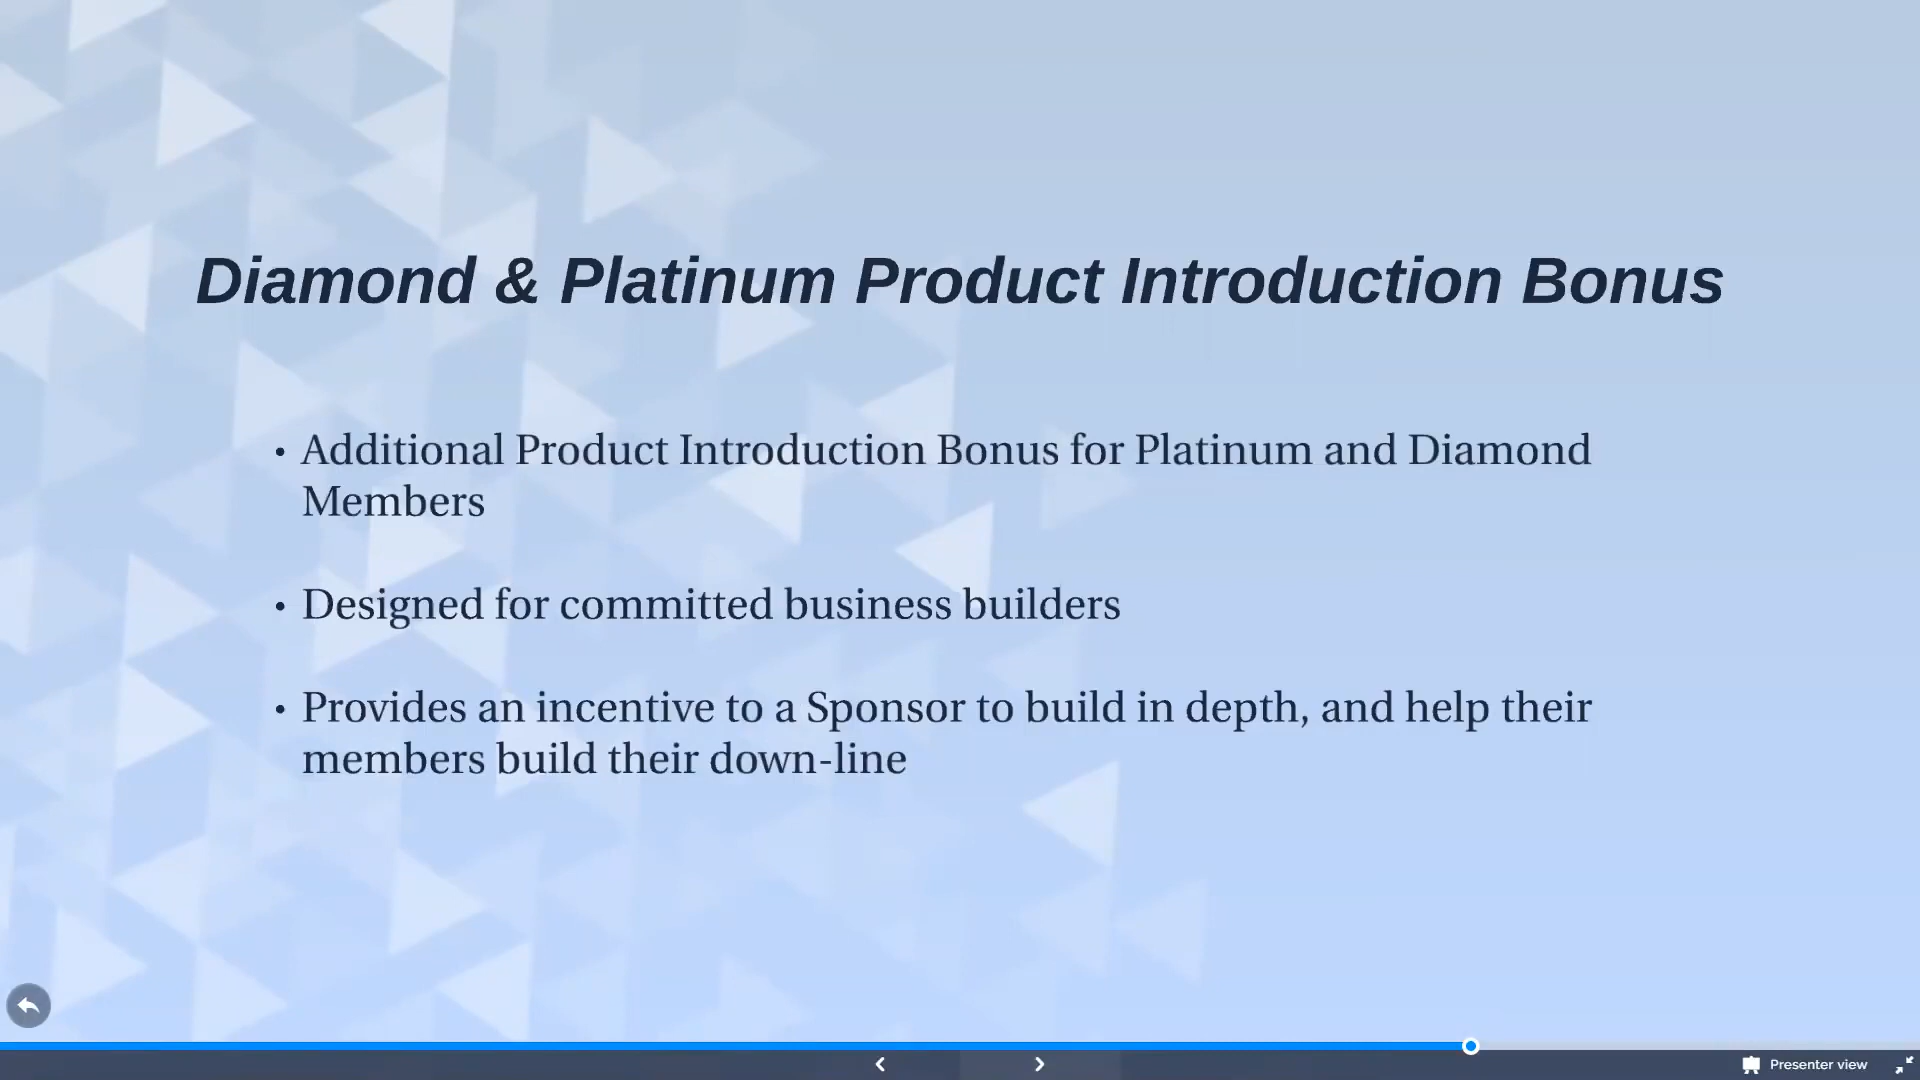 Diamond & Platinum Product Introduction Bonus
• Additional Product Introduction Bonus for Platinum and Diamond
Members
• Designed for committed business builders
• Provides an incentive to a Sponsor to build in depth, and help their
members build their down-line
Presenter view